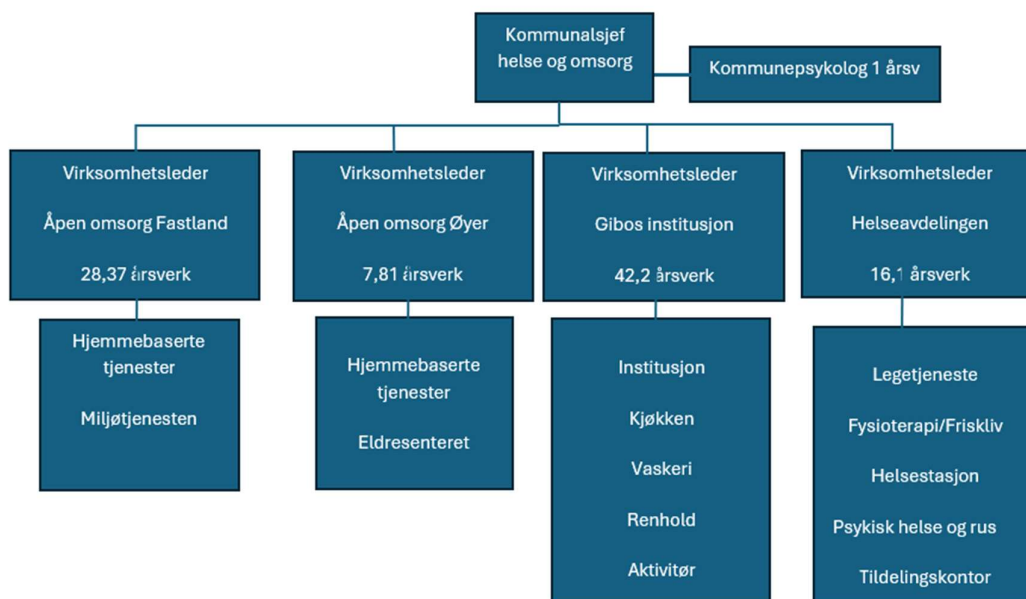 Kommunalsjef
helse og omsorg
Kommunepsykolog 1 årsv
Virksomhetsleder
Åpen omsorg Fastland
28,37 årsverk
Virksomhetsleder
Åpen omsorg Øyer
7,81 årsverk
Virksomhetsleder
Gibos institusjon
42,2 årsverk
Virksomhetsleder
Helseavdelingen
16,1 årsverk
Hjemmebaserte
tjenester
Miljøtjenesten
Hjemmebaserte
tjenester
Eldresenteret
Institusjon
Kjøkken
Vaskeri
Renhold
Aktivitør
Legetjeneste
Fysioterapi/Friskliv
Helsestasjon
Psykisk helse og rus
Tildelingskontor